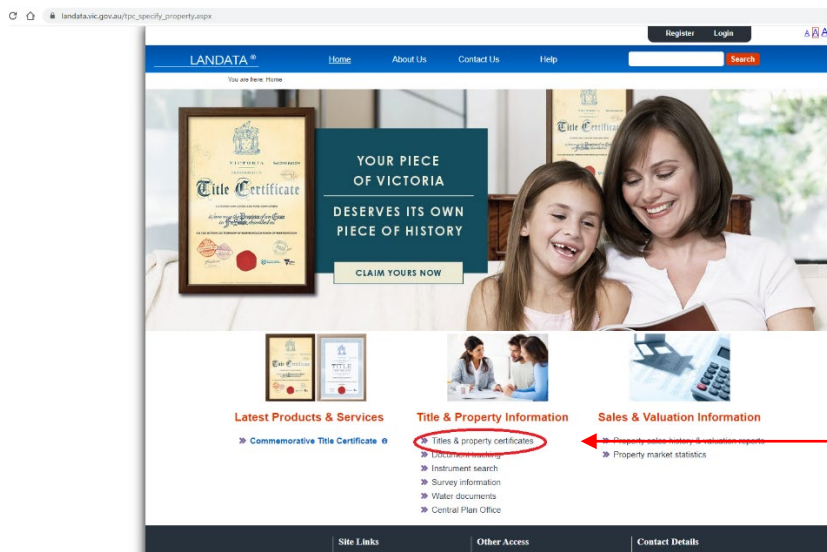 landata.vic.gov.au/tpc_specify_property.aspx
Register Login A A A
LANDATA ®
Home About Us Contact Us Help Search
You are here: Home
VICTORIA
Title Certificate
Title Certificate
YOUR PIECE
OF VICTORIA
DESERVES ITS OWN
PIECE OF HISTORY
CLAIM YOURS NOW
TITLE
Latest Products & Services
Commemorative Title Certificate
Title & Property Information
Titles & property certificates
Document tracking
Instrument search
Survey information
Water documents
Central Plan Office
Sales & Valuation Information
Property sales history & valuation reports
Property market statistics
Site Links Other Access Contact Details